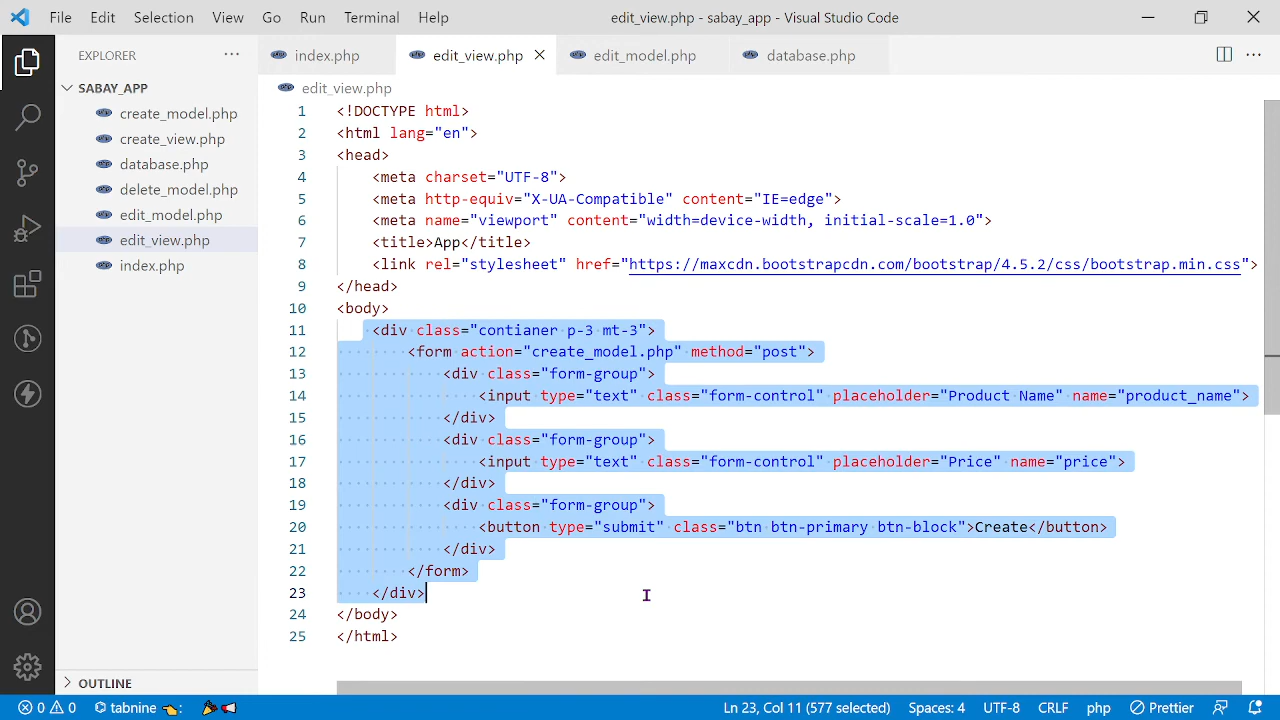 File Edit Selection View Go Run Terminal Help edit_view.php - sabay_app - Visual Studio Code
EXPLORER
index.php edit_view.php edit_model.php database.php
SABAY_APP
create_model.php
create_view.php
database.php
delete_model.php
edit_model.php
edit_view.php
index.php
OUTLINE
edit_view.php
1 <!DOCTYPE html>
2 <html lang="en">
3 <head>
4 <meta charset="UTF-8">
5 <meta http-equiv="X-UA-Compatible" content="IE=edge">
6 <meta name="viewport" content="width=device-width, initial-scale=1.0">
7 <title>App</title>
8 <link rel="stylesheet" href="https://maxcdn.bootstrapcdn.com/bootstrap/4.5.2/css/bootstrap.min.css">
9 </head>
10 <body>
11 <div class="contianer p-3 mt-3">
12 <form action="create_model.php" method="post">
13 <div class="form-group">
14 <input type="text" class="form-control" placeholder="Product Name" name="product_name">
15 </div>
16 <div class="form-group">
17 <input type="text" class="form-control" placeholder="Price" name="price">
18 </div>
19 <div class="form-group">
20 <button type="submit" class="btn btn-primary btn-block">Create</button>
21 </div>
22 </form>
23 </div>
24 </body>
25 </html>
0 0 tabnine Ln 23, Col 11 (577 selected) Spaces: 4 UTF-8 CRLF php Prettier